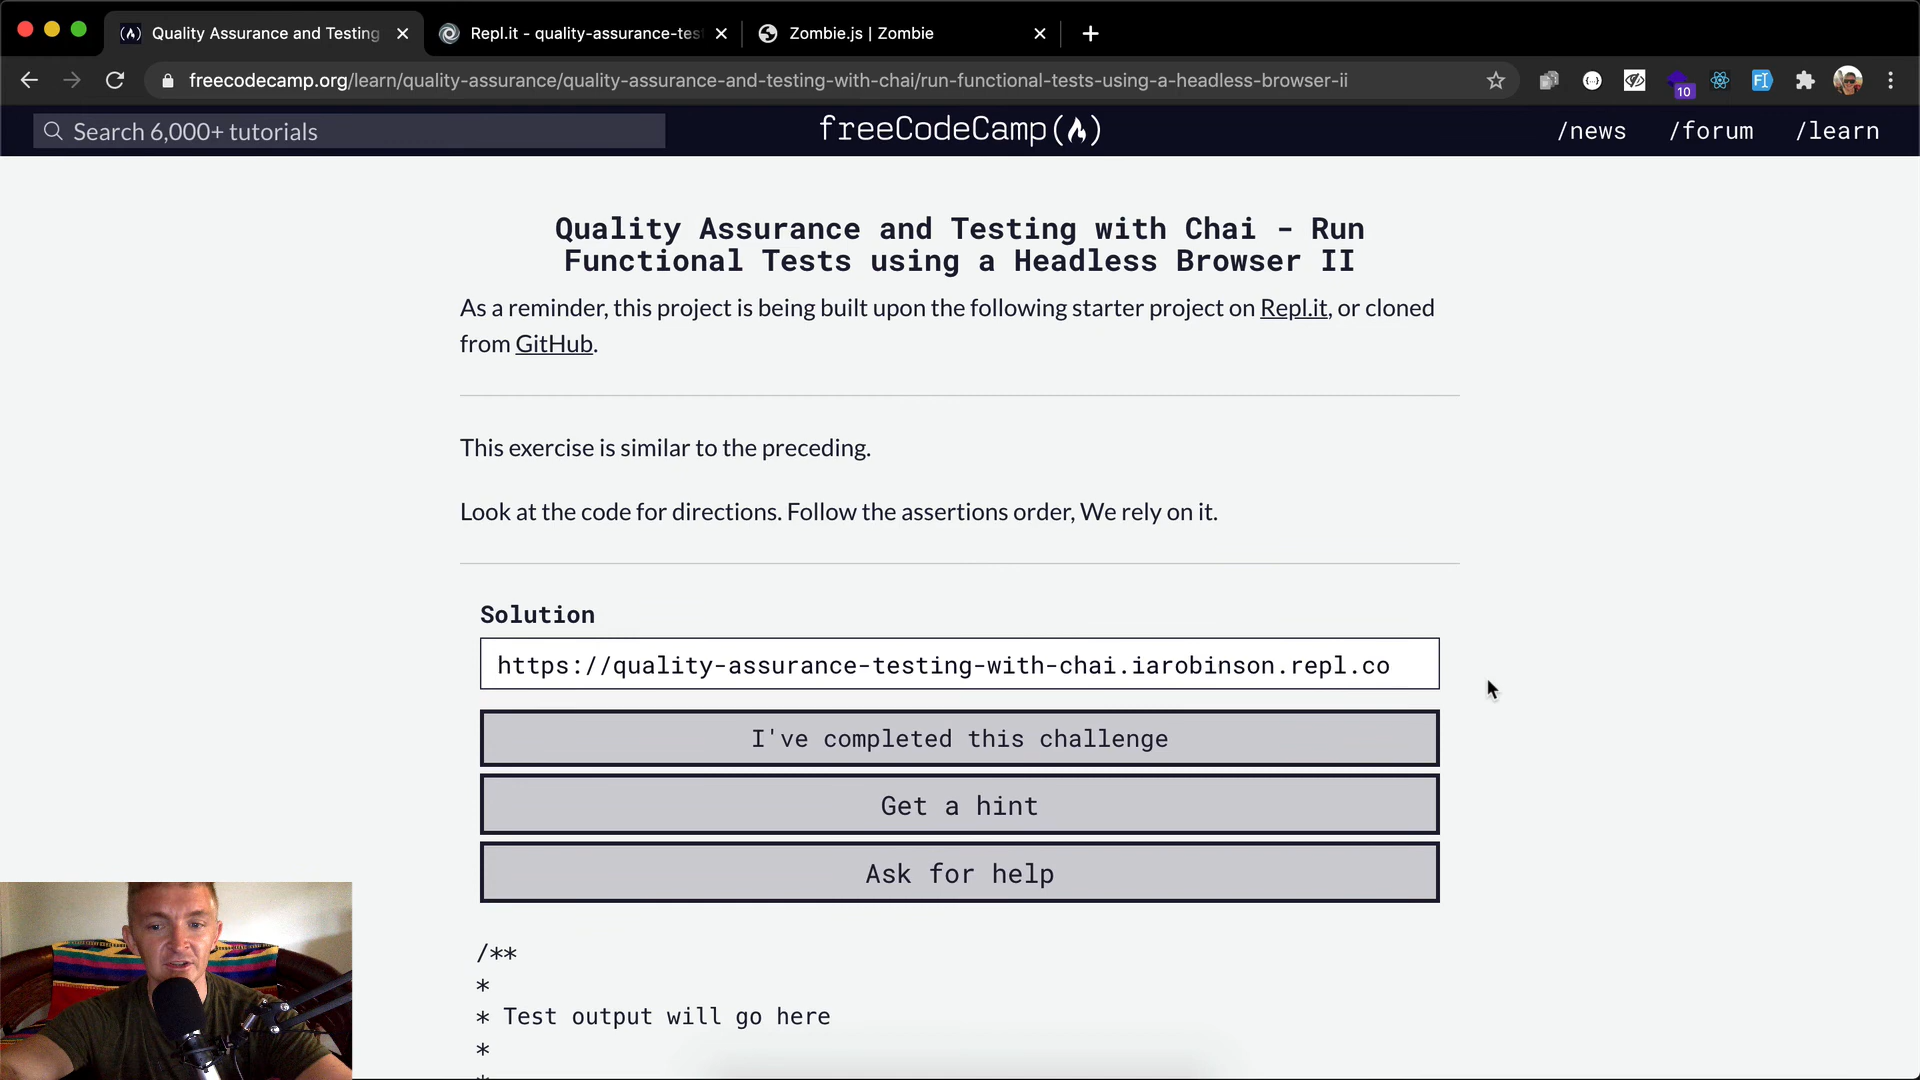 Quality Assurance and Testing
Repl.it - quality-assurance-tes
Zombie.js | Zombie
freecodecamp.org/learn/quality-assurance/quality-assurance-and-testing-with-chai/run-functional-tests-using-a-headless-browser-ii
10
Search 6,000+ tutorials
freeCodeCamp
/news /forum /learn
Quality Assurance and Testing with Chai - Run
Functional Tests using a Headless Browser II
As a reminder, this project is being built upon the following starter project on Repl.it, or cloned
from GitHub.
This exercise is similar to the preceding.
Look at the code for directions. Follow the assertions order, We rely on it.
Solution
https://quality-assurance-testing-with-chai.iarobinson.repl.co
I've completed this challenge
Get a hint
Ask for help
/**
*
* Test output will go here
*